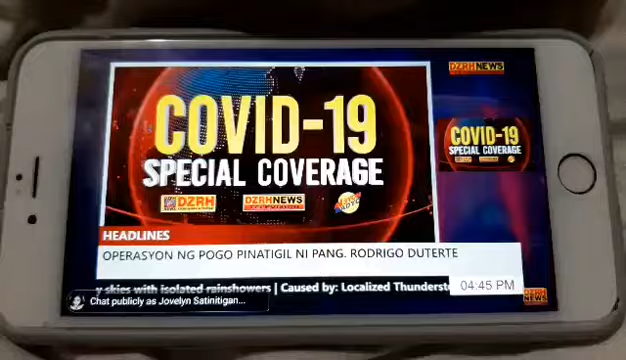 DZRH NEWS
COVID-19
SPECIAL COVERAGE
DZRH
DZRH NEWS
TELEVISION
COVID-19
SPECIAL COVERAGE
HEADLINES
OPERASYON NG POGO PINATIGIL NI PANG. RODRIGO DUTERTE
y skies with isolated rainshowers | Caused by: Localized Thunderst
04:45 PM
Chat publicly as Jovelyn Satinitigan...
DZRH
NEWS